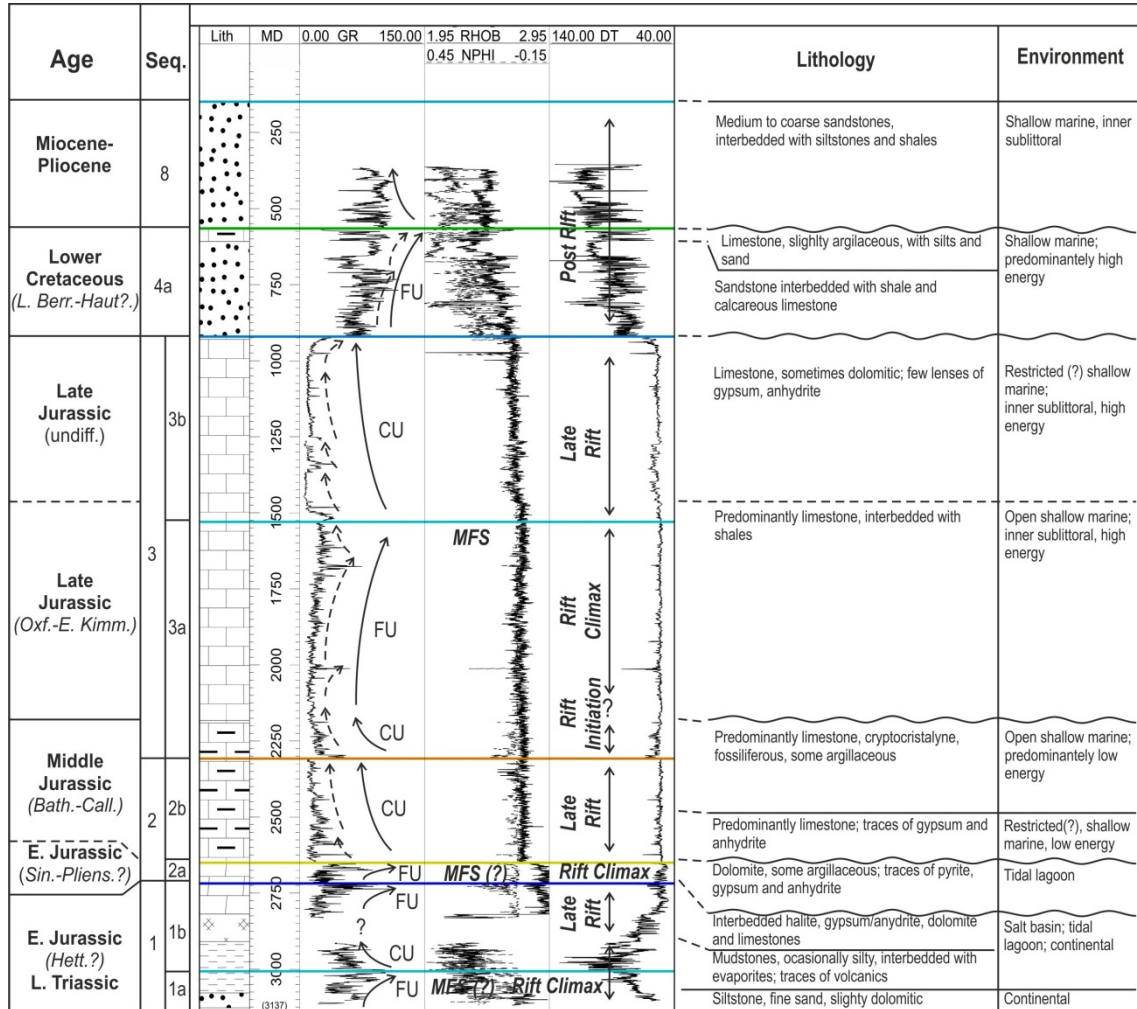 Age
Seq.
Lith
MD
0.00 GR 150.00
1.95 RHOB 2.95
0.45 NPHI -0.15
140.00 DT 40.00
Lithology
Environment
Miocene-
Pliocene
8
250
500
Medium to coarse sandstones,
interbedded with siltstones and shales
Shallow marine, inner
sublittoral
Post Rift
Lower
Cretaceous
(L. Berr.-Haut?.)
4a
750
FU
Limestone, slighlty argilaceous, with silts and
sand
Sandstone interbedded with shale and
calcareous limestone
Shallow marine;
predominantely high
energy
Late
Jurassic
(undiff.)
3b
1000
1250
1500
CU
Late
Rift
Limestone, sometimes dolomitic; few lenses of
gypsum, anhydrite
Restricted (?) shallow
marine;
inner sublittoral, high
energy
3
MFS
Late
Jurassic
(Oxf.-E. Kimm.)
3a
1750
2000
2250
FU
CU
Rift
Climax
?
Rift
Initiation
Predominantly limestone, interbedded with
shales
Open shallow marine;
inner sublittoral, high
energy
Middle
Jurassic
(Bath.-Call.)
Predominantly limestone, cryptocristalyne,
fossiliferous, some argillaceous
Open shallow marine;
predominantely low
energy
2
2b
2500
CU
Late
Rift
Predominantly limestone; traces of gypsum and
anhydrite
Restricted(?), shallow
marine, low energy
E. Jurassic
(Sin.-Pliens.?)
2a
FU
MFS (?)
Rift Climax
Dolomite, some argillaceous; traces of pyrite,
gypsum and anhydrite
Tidal lagoon
E. Jurassic
(Hett.?)
L. Triassic
1
1b
2750
FU
?
CU
Late
Rift
Interbedded halite, gypsum/anydrite, dolomite
and limestones
Mudstones, ocasionally silty, interbedded with
evaporites; traces of volcanics
Salt basin; tidal
lagoon; continental
1a
3000
(3137)
FU
MFS (?)
Rift Climax
Siltstone, fine sand, slighty dolomitic
Continental